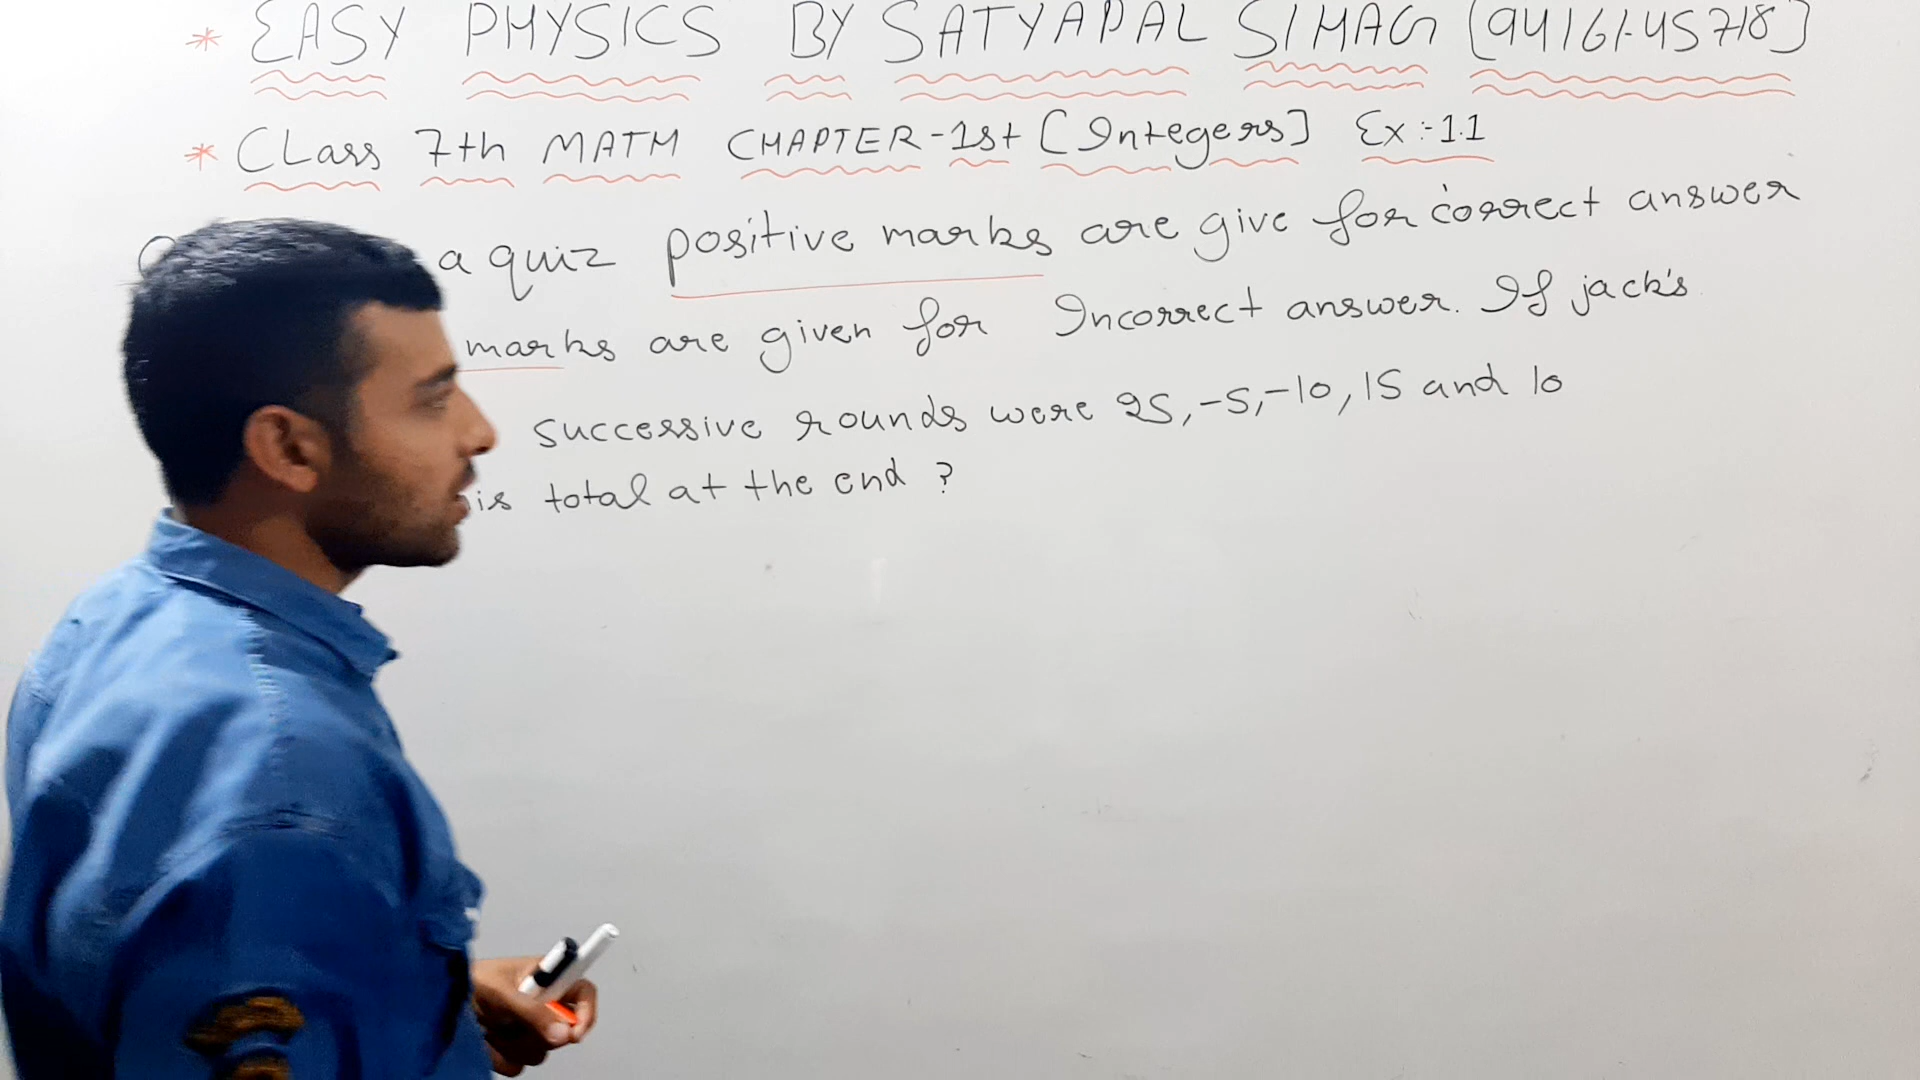 * EASY PHYSICS BY SATYAPAL SIMAG [94161-45718]
* CLass 7th MATH CHAPTER-1st [Integers] Ex:-1.1
a quiz positive marks are give for correct answer
marks are given for Incorrect answer. If jack's
successive rounds were 25,-5,-10,15 and 10
is total at the end ?